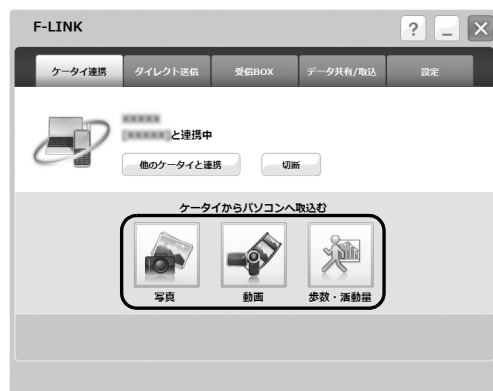 F-LINK
ケータイ連携 ダイレクト送信 受信BOX データ共有/取込 設定
と連携中
他のケータイと連携 切断
ケータイからパソコンへ取込む
写真 動画 歩数・活動量